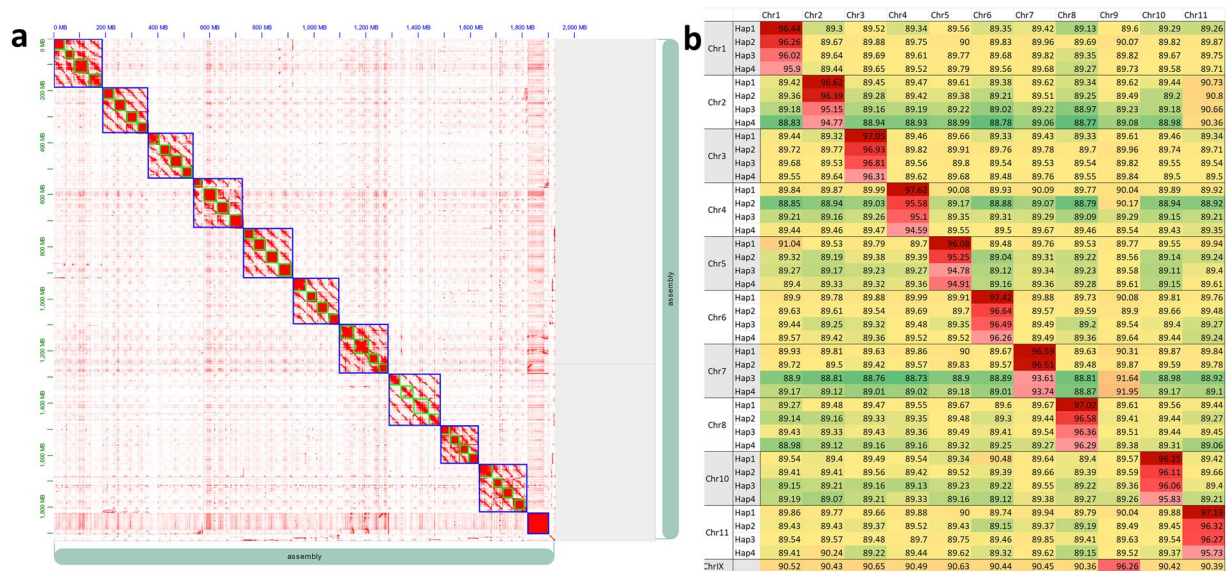 a
0 MB 200 MB 400 MB 600 MB 800 MB 1,000 MB 1,200 MB 1,400 MB 1,600 MB 1,800 MB 2,000 MB
0 MB
200 MB
400 MB
600 MB
800 MB
1,000 MB
1,200 MB
1,400 MB
1,600 MB
1,800 MB
assembly
assembly
b
Chr1 Chr2 Chr3 Chr4 Chr5 Chr6 Chr7 Chr8 Chr9 Chr10 Chr11
Chr1
Hap1 96.44 89.3 89.52 89.34 89.56 89.35 89.42 89.13 89.6 89.29 89.26
Hap2 96.26 89.67 89.88 89.75 90 89.83 89.96 89.69 90.07 89.82 89.87
Hap3 96.02 89.68 89.69 89.61 89.77 89.68 89.82 89.35 89.82 89.67 89.75
Hap4 95.9 89.44 89.65 89.52 89.79 89.56 89.68 89.27 89.73 89.58 89.71
Chr2
Hap1 89.42 96.62 89.45 89.47 89.61 89.38 89.62 89.34 89.62 89.44 90.73
Hap2 89.36 96.39 89.28 89.42 89.38 89.21 89.51 89.25 89.49 89.2 90.8
Hap3 89.18 95.15 89.16 89.19 89.22 89.02 89.22 88.97 89.23 89.18 90.66
Hap4 88.83 94.77 88.94 88.93 88.99 88.78 89.06 88.77 89.08 88.98 90.36
Chr3
Hap1 89.44 89.32 97.05 89.46 89.66 89.33 89.43 89.33 89.61 89.46 89.34
Hap2 89.72 89.77 96.93 89.82 89.91 89.56 89.78 89.7 89.96 89.74 89.71
Hap3 89.68 89.53 96.81 89.56 89.8 89.54 89.53 89.54 89.82 89.55 89.54
Hap4 89.55 89.64 96.31 89.62 89.68 89.48 89.76 89.55 89.84 89.5 89.5
Chr4
Hap1 89.84 89.87 89.99 97.62 90.08 89.93 90.09 89.77 90.04 89.89 89.92
Hap2 88.85 88.94 89.03 95.58 89.17 88.88 89.07 88.79 90.17 88.94 88.92
Hap3 89.21 89.16 89.26 95.1 89.35 89.31 89.29 89.09 89.29 89.15 89.21
Hap4 89.44 89.46 89.47 94.59 89.55 89.5 89.67 89.46 89.54 89.43 89.35
Chr5
Hap1 91.04 89.53 89.79 89.7 96.08 89.48 89.76 89.53 89.77 89.55 89.94
Hap2 89.32 89.19 89.38 89.39 95.25 89.04 89.31 89.22 89.56 89.14 89.24
Hap3 89.27 89.17 89.23 89.27 94.78 89.12 89.34 89.23 89.58 89.11 89.4
Hap4 89.4 89.33 89.32 89.36 94.91 89.16 89.36 89.28 89.61 89.15 89.61
Chr6
Hap1 89.9 89.78 89.88 89.99 89.91 97.42 89.88 89.73 90.08 89.81 89.76
Hap2 89.63 89.61 89.54 89.69 89.7 96.64 89.57 89.59 89.9 89.66 89.48
Hap3 89.44 89.25 89.32 89.48 89.35 96.49 89.49 89.2 89.54 89.4 89.27
Hap4 89.57 89.42 89.36 89.52 89.52 96.26 89.49 89.36 89.64 89.44 89.24
Chr7
Hap1 89.93 89.81 89.63 89.86 90 89.67 96.59 89.63 90.31 89.87 89.84
Hap2 89.72 89.5 89.42 89.57 89.83 89.57 96.51 89.48 89.87 89.59 89.78
Hap3 88.9 88.81 88.76 88.73 88.9 88.89 93.61 88.81 91.64 88.98 88.92
Hap4 89.17 89.12 89.01 89.02 89.18 89.01 93.74 88.87 91.95 89.17 89.1
Chr8
Hap1 89.27 89.48 89.47 89.55 89.67 89.6 89.67 97.02 89.61 89.56 89.44
Hap2 89.14 89.16 89.33 89.35 89.48 89.3 89.54 96.58 89.41 89.44 89.27
Hap3 89.43 89.33 89.43 89.36 89.49 89.41 89.54 96.36 89.51 89.44 89.45
Hap4 88.98 89.12 89.16 89.16 89.32 89.25 89.27 96.29 89.38 89.31 89.06
Chr10
Hap1 89.54 89.4 89.49 89.54 89.34 90.48 89.66 89.4 89.57 96.25 89.42
Hap2 89.41 89.41 89.56 89.42 89.52 89.39 89.66 89.39 89.59 96.11 89.66
Hap3 89.15 89.21 89.16 89.13 89.23 89.22 89.55 89.22 89.36 96.06 89.4
Hap4 89.19 89.07 89.21 89.33 89.16 89.12 89.38 89.27 89.26 95.83 89.21
Chr11
Hap1 89.86 89.77 89.66 89.88 90 89.74 89.94 89.74 90.04 89.88 97.19
Hap2 89.43 89.43 89.37 89.52 89.43 89.15 89.37 89.19 89.49 89.45 96.32
Hap3 89.54 89.57 89.48 89.7 89.75 89.46 89.85 89.41 89.63 89.53 96.27
Hap4 89.41 90.24 89.22 89.44 89.62 89.32 89.62 89.15 89.52 89.37 95.73
ChrIX 90.52 90.43 90.65 90.49 90.63 90.44 90.45 90.36 96.26 90.42 90.39